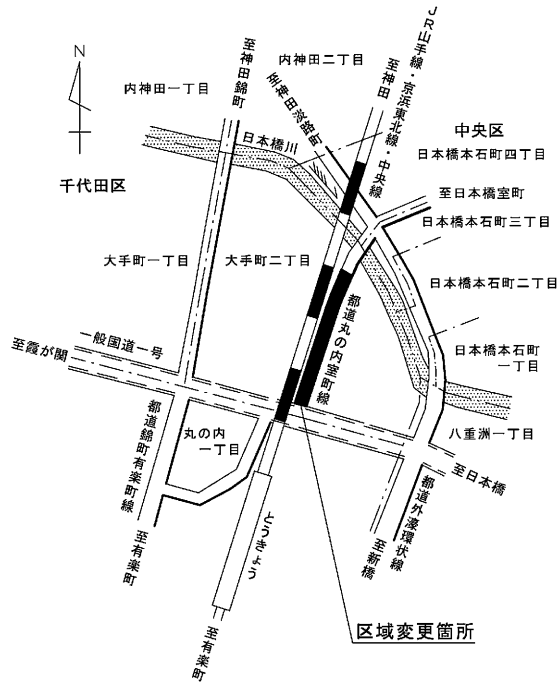 N
JR山手線・京浜東北線・中央線
至神田
至神田錦町
内神田二丁目
至神田淡路町
内神田一丁目
日本橋川
中央区
日本橋本石町四丁目
千代田区
至日本橋室町
日本橋本石町三丁目
大手町一丁目
大手町二丁目
日本橋本石町二丁目
都道丸の内室町線
一般国道一号
至霞が関
日本橋本石町
一丁目
都道錦町有楽町線
丸の内
一丁目
八重洲一丁目
至日本橋
都道外濠環状線
至新橋
とうきょう
至有楽町
至有楽町
区域変更箇所